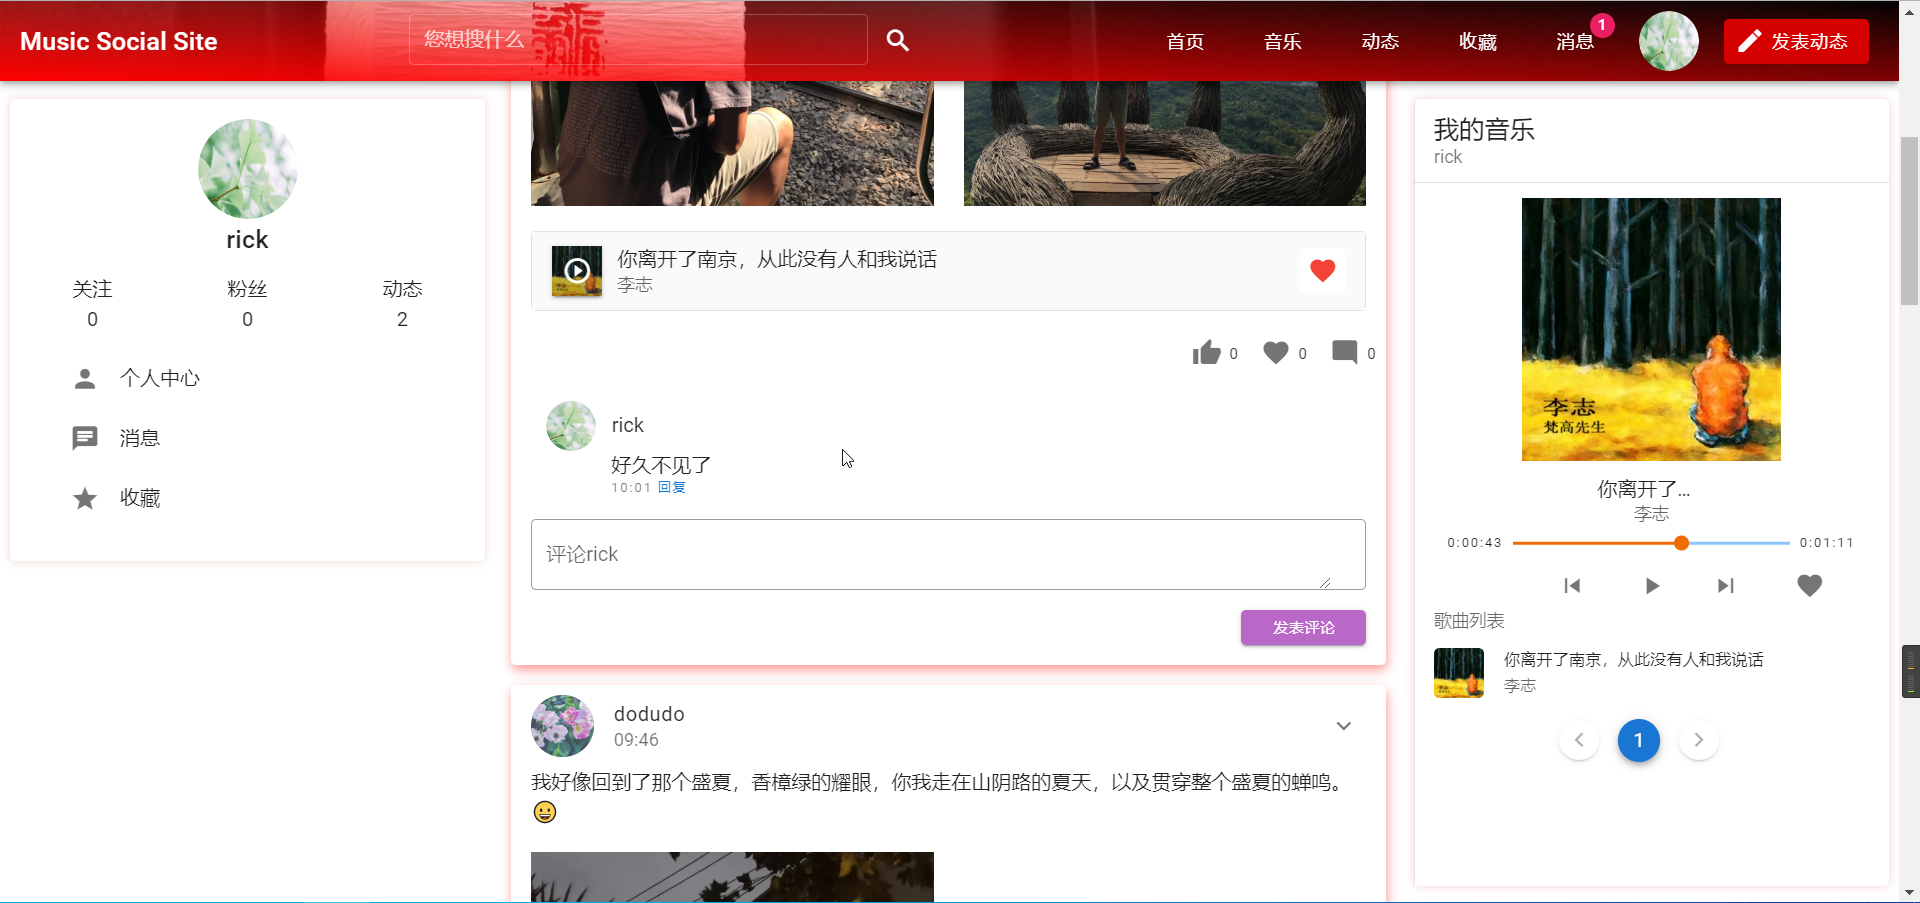 Music Social Site
您想搜什么
首页
音乐
动态
收藏
消息
1
发表动态
rick
关注
粉丝
动态
0
0
2
个人中心
消息
收藏
你离开了南京，从此没有人和我说话
李志
0
0
0
rick
好久不见了
10:01 回复
评论rick
发表评论
dodudo
09:46
我好像回到了那个盛夏，香樟绿的耀眼，你我走在山阴路的夏天，以及贯穿整个盛夏的蝉鸣。
😀
我的音乐
rick
李志
梵高先生
你离开了...
李志
0:00:43
0:01:11
歌曲列表
你离开了南京，从此没有人和我说话
李志
1